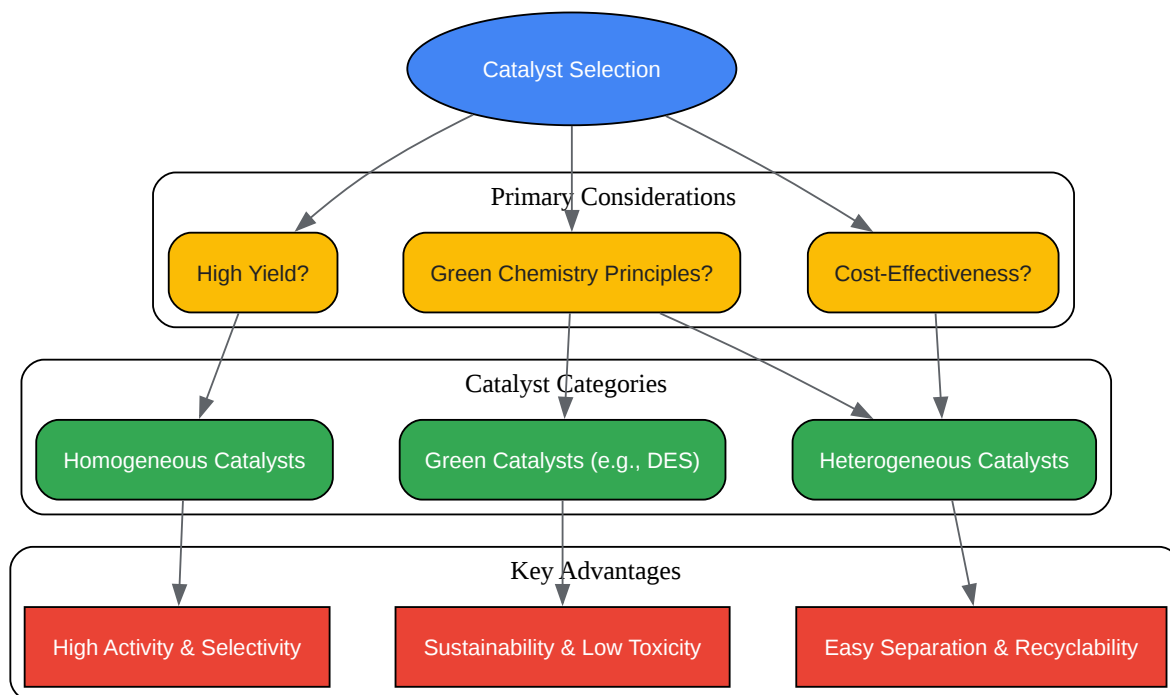 Catalyst Selection
Primary Considerations
High Yield?
Green Chemistry Principles?
Cost-Effectiveness?
Catalyst Categories
Homogeneous Catalysts
Green Catalysts (e.g., DES)
Heterogeneous Catalysts
Key Advantages
High Activity & Selectivity
Sustainability & Low Toxicity
Easy Separation & Recyclability